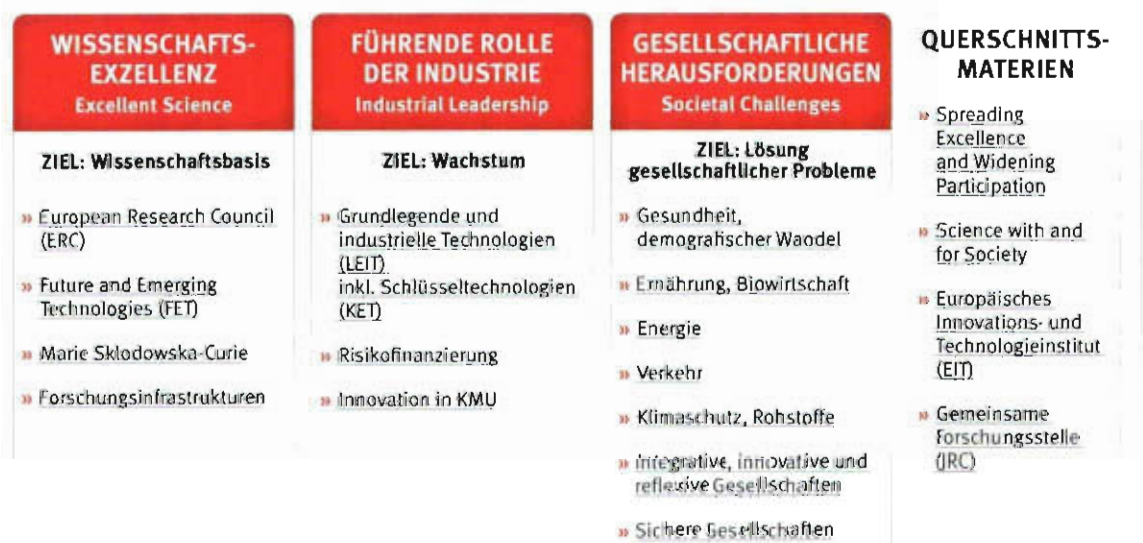 WISSENSCHAFTS-
EXZELLENZ
Excellent Science
ZIEL: Wissenschaftsbasis
» European Research Council
(ERC)
» Future and Emerging
Technologies (FET)
» Marie Sklodowska-Curie
» Forschungsinfrastrukturen
FÜHRENDE ROLLE
DER INDUSTRIE
Industrial Leadership
ZIEL: Wachstum
» Grundlegende und
industrielle Technologien
(LEIT)
inkl. Schlüsseltechnologien
(KET)
» Risikofinanzierung
» Innovation in KMU
GESELLSCHAFTLICHE
HERAUSFORDERUNGEN
Societal Challenges
ZIEL: Lösung
gesellschaftlicher Probleme
» Gesundheit,
demografischer Waodel
» Ernährung, Biowirtschaft
» Energie
» Verkehr
» Klimaschutz, Rohstoffe
» Integrative, innovative und
reflexive Gesellschaften
» Sichere Gesellschaften
QUERSCHNITTS-
MATERIEN
» Spreading
Excellence
and Widening
Participation
» Science with and
for Society
» Europäisches
Innovations- und
Technologieinstitut
(EIT)
» Gemeinsame
Forschungsstelle
(JRC)